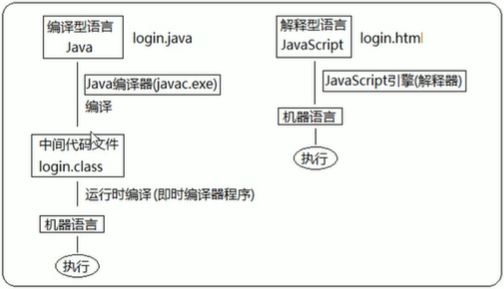 编译型语言
Java
login.java
Java编译器(javac.exe)
编译
中间代码文件
login.class
运行时编译(即时编译器程序)
机器语言
执行
解释型语言
JavaScript
login.html
JavaScript引擎(解释器)
机器语言
执行